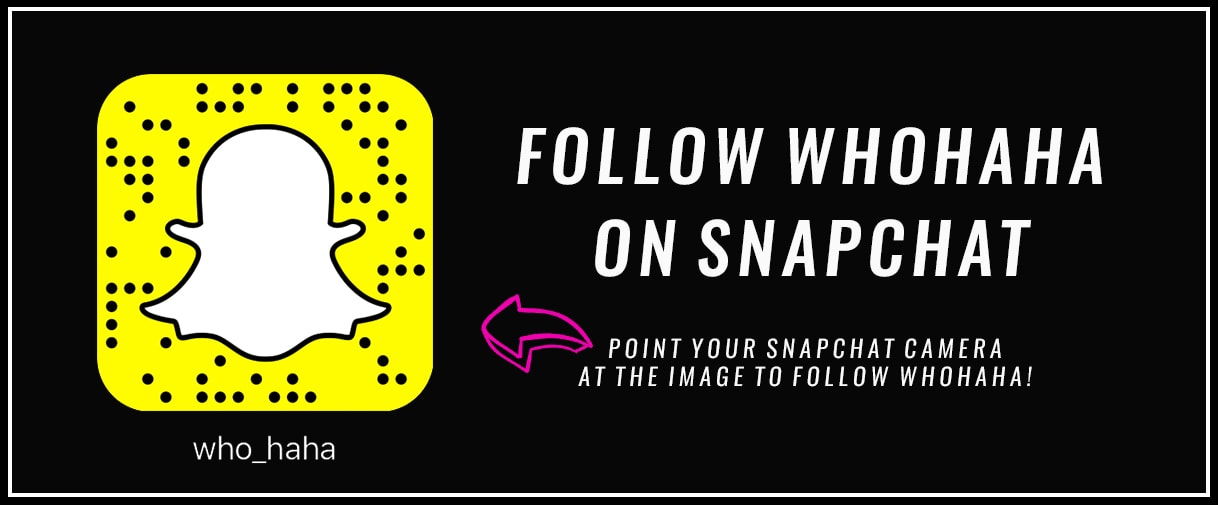 FOLLOW WHOHAHA
ON SNAPCHAT
POINT YOUR SNAPCHAT CAMERA
AT THE IMAGE TO FOLLOW WHOHAHA!
who_haha